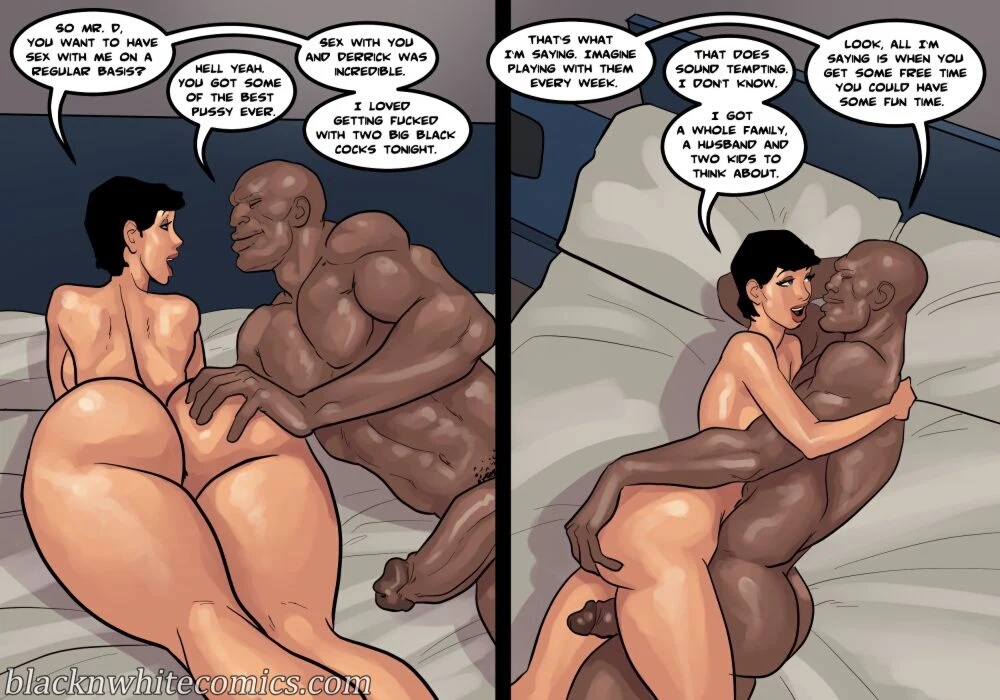 SO MR. D,
YOU WANT TO HAVE
SEX WITH ME ON A
REGULAR BASIS?
HELL YEAH.
YOU GOT SOME
OF THE BEST
PUSSY EVER.
SEX WITH YOU
AND DERRICK WAS
INCREDIBLE.
I LOVED
GETTING FUCKED
WITH TWO BIG BLACK
COCKS TONIGHT.
THAT'S WHAT
I'M SAYING. IMAGINE
PLAYING WITH THEM
EVERY WEEK.
THAT DOES
SOUND TEMPTING.
I DON'T KNOW.
I GOT
A WHOLE FAMILY,
A HUSBAND AND
TWO KIDS TO
THINK ABOUT.
LOOK, ALL I'M
SAYING IS WHEN YOU
GET SOME FREE TIME
YOU COULD HAVE
SOME FUN TIME.
blacknwhitecomics.com